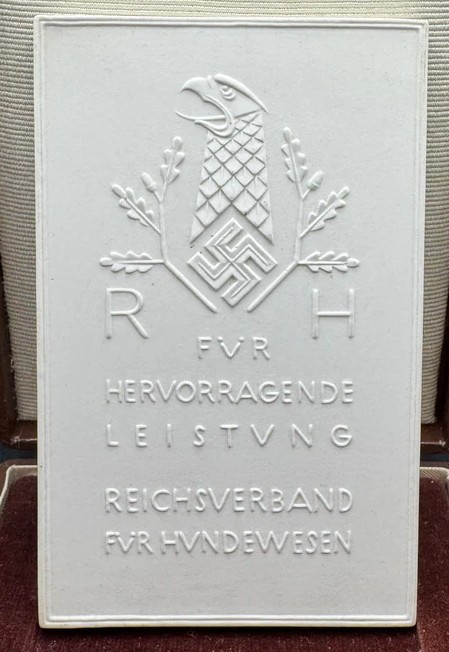 R H
FVR
HERVORRAGENDE
LEISTVNG
REICHSVERBAND
FVR HVNDEWESEN